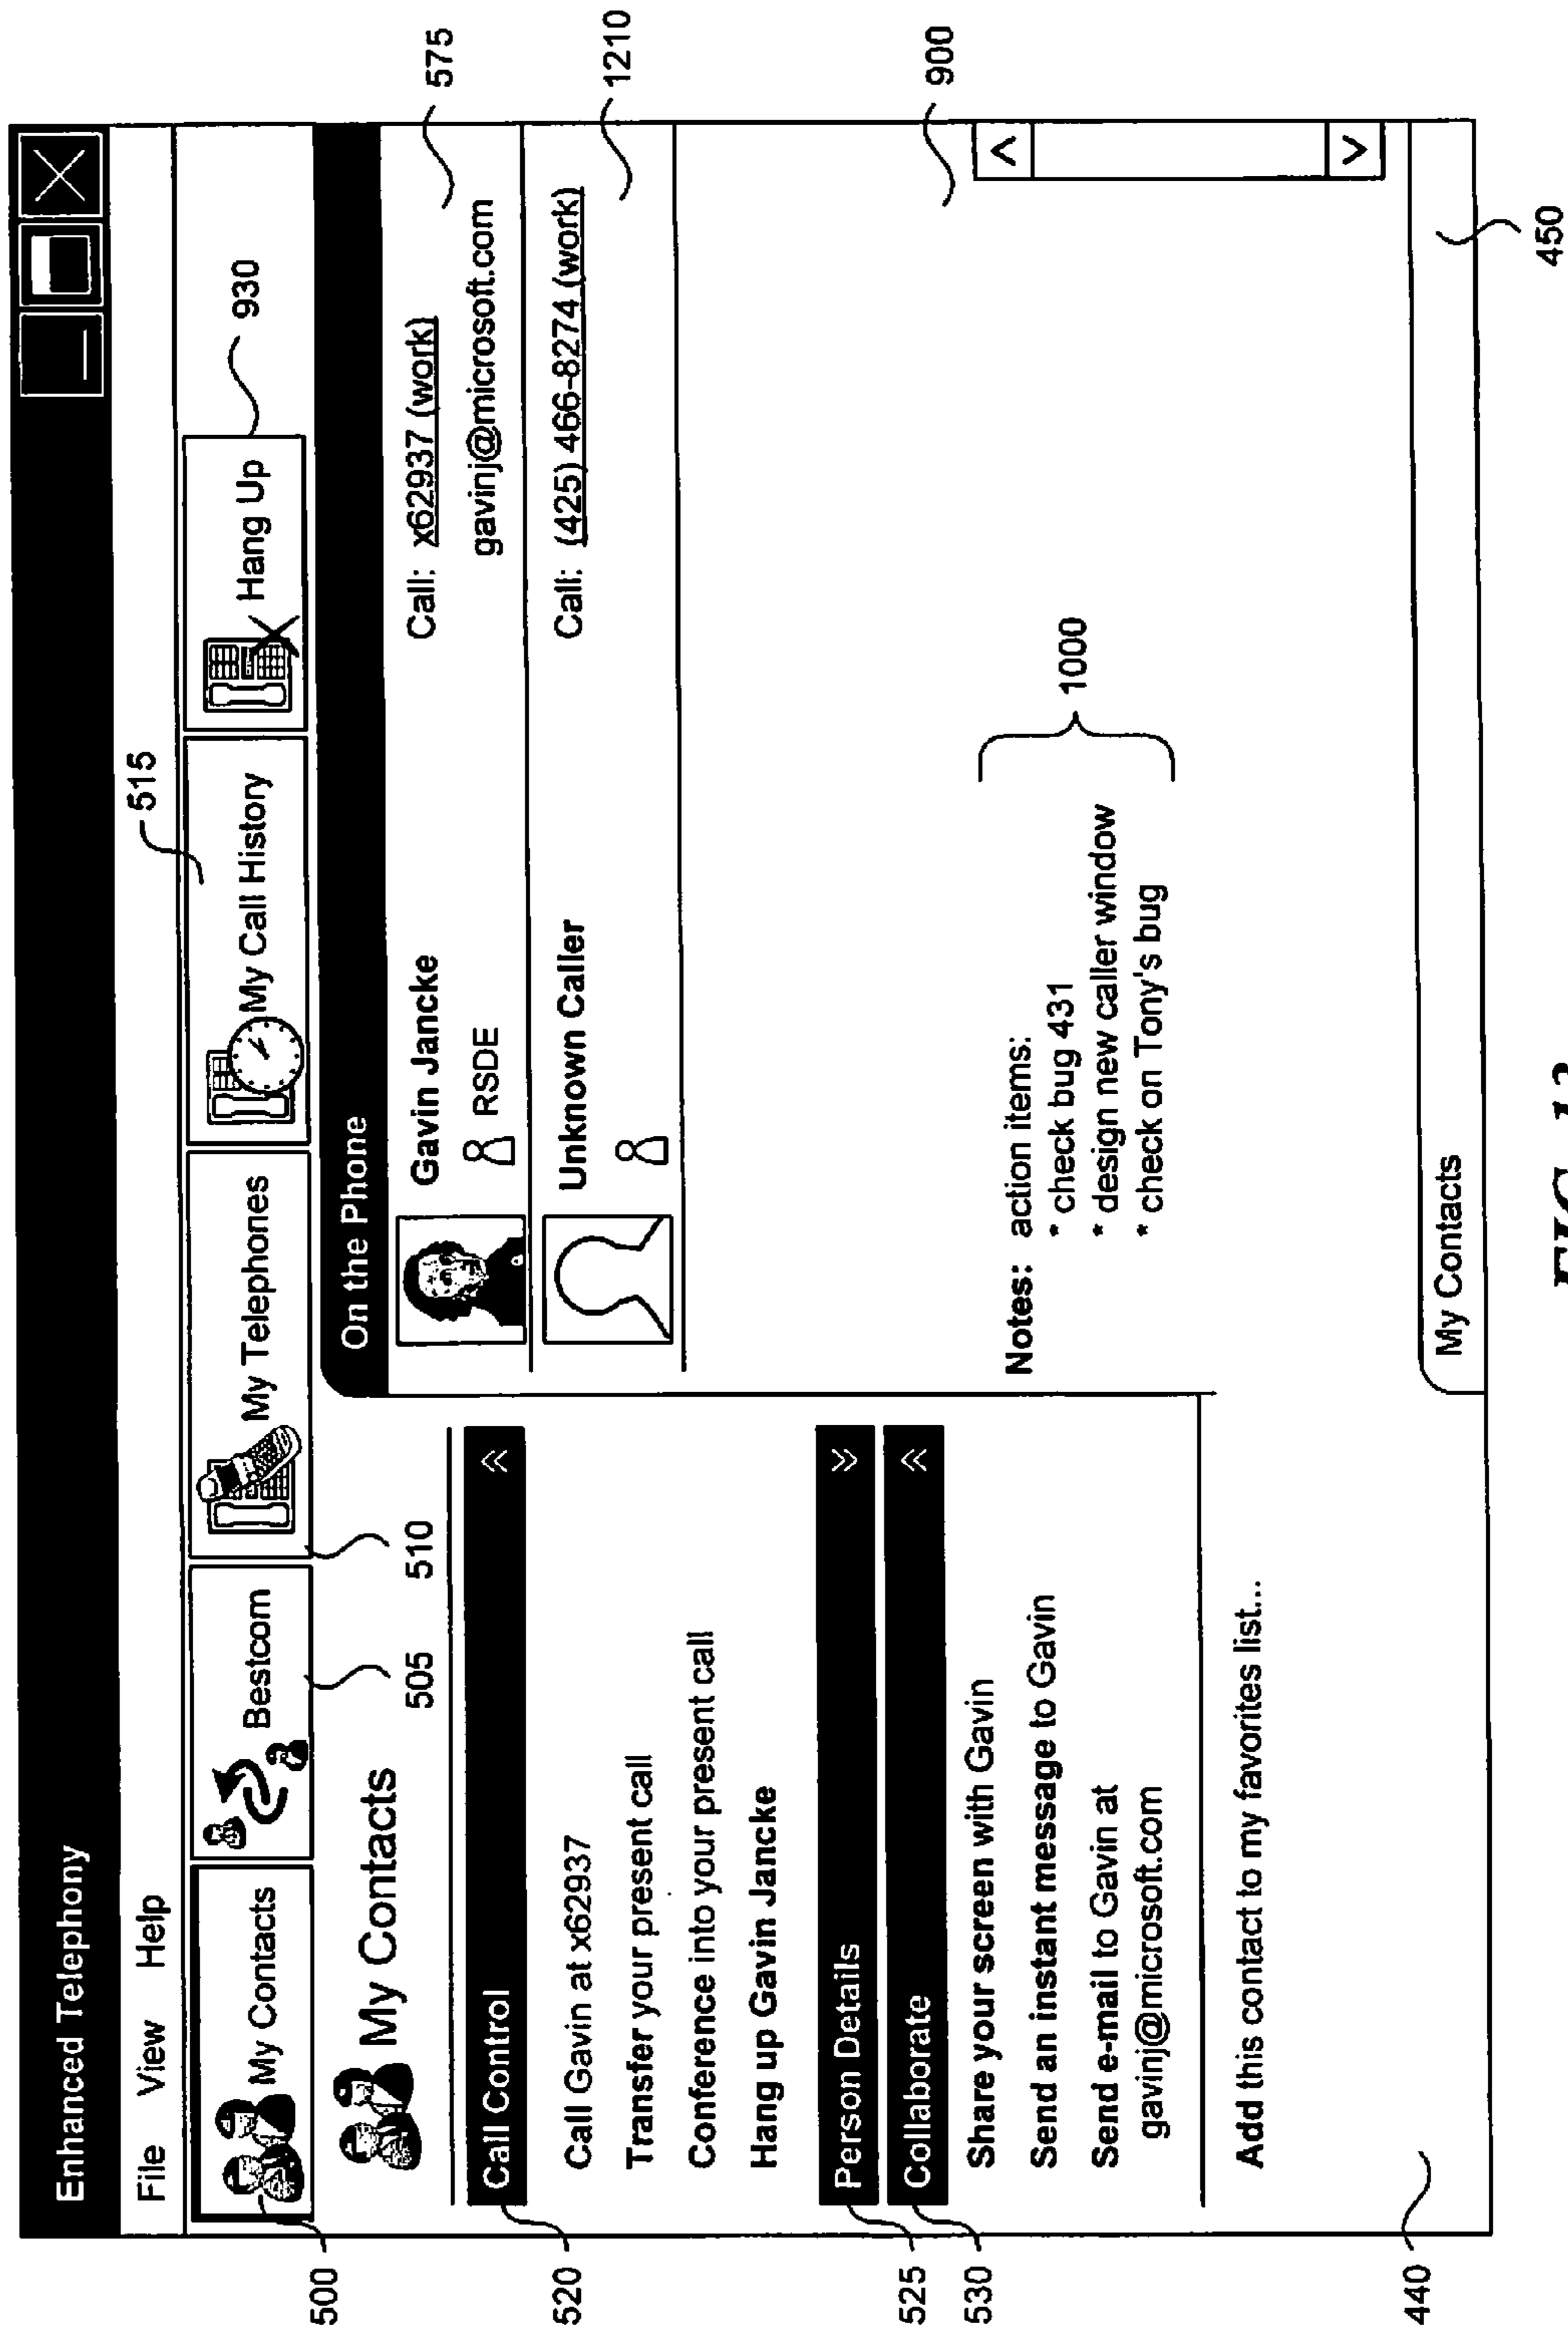 Enhanced Telephony
File View Help
515
My Contacts
Bestcom
My Telephones
My Call History
Hang Up
930
500
505
510
My Contacts
Call Control
520
Call Gavin at x62937
Transfer your present call
Conference into your present call
Hang up Gavin Jancke
Person Details
525
Collaborate
530
Share your screen with Gavin
Send an instant message to Gavin
Send e-mail to Gavin at
gavinj@microsoft.com
Add this contact to my favorites list...
440
On the Phone
Gavin Jancke
Call: x62937 (work)
575
RSDE
gavinj@microsoft.com
Unknown Caller
Call: (425) 466-8274 (work)
1210
900
Notes: action items:
* check bug 431
* design new caller window
* check on Tony's bug
1000
My Contacts
450